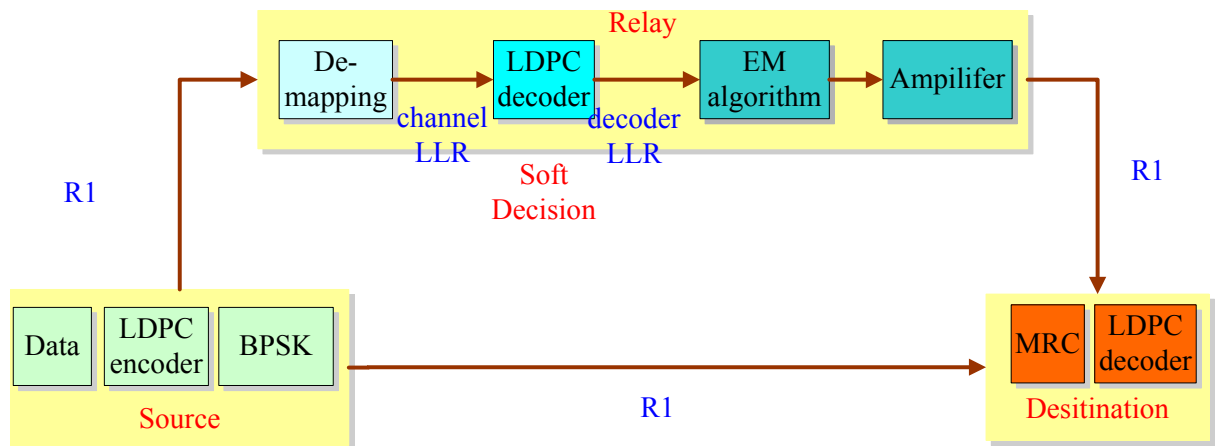 Relay
De-
mapping
LDPC
decoder
EM
algorithm
Ampilifer
channel
LLR
decoder
LLR
Soft
Decision
R1
R1
Data
LDPC
encoder
BPSK
Source
R1
MRC
LDPC
decoder
Desitination